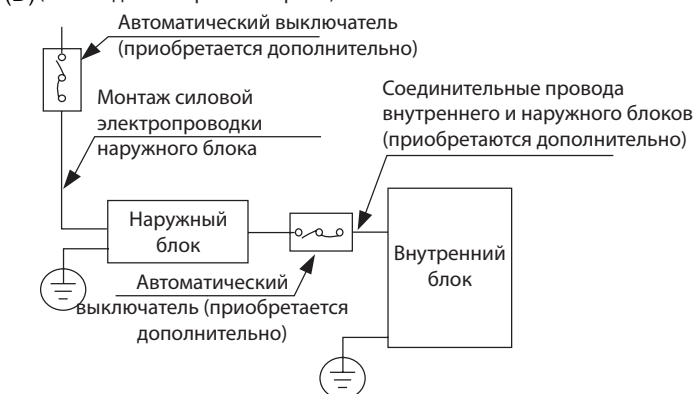 Автоматический выключатель
(приобретается дополнительно)
Соединительные провода
внутреннего и наружного блоков
(приобретаются дополнительно)
Монтаж силовой
электропроводки
наружного блока
Наружный
блок
Внутренний
блок
Автоматический
выключатель (приобретается
дополнительно)